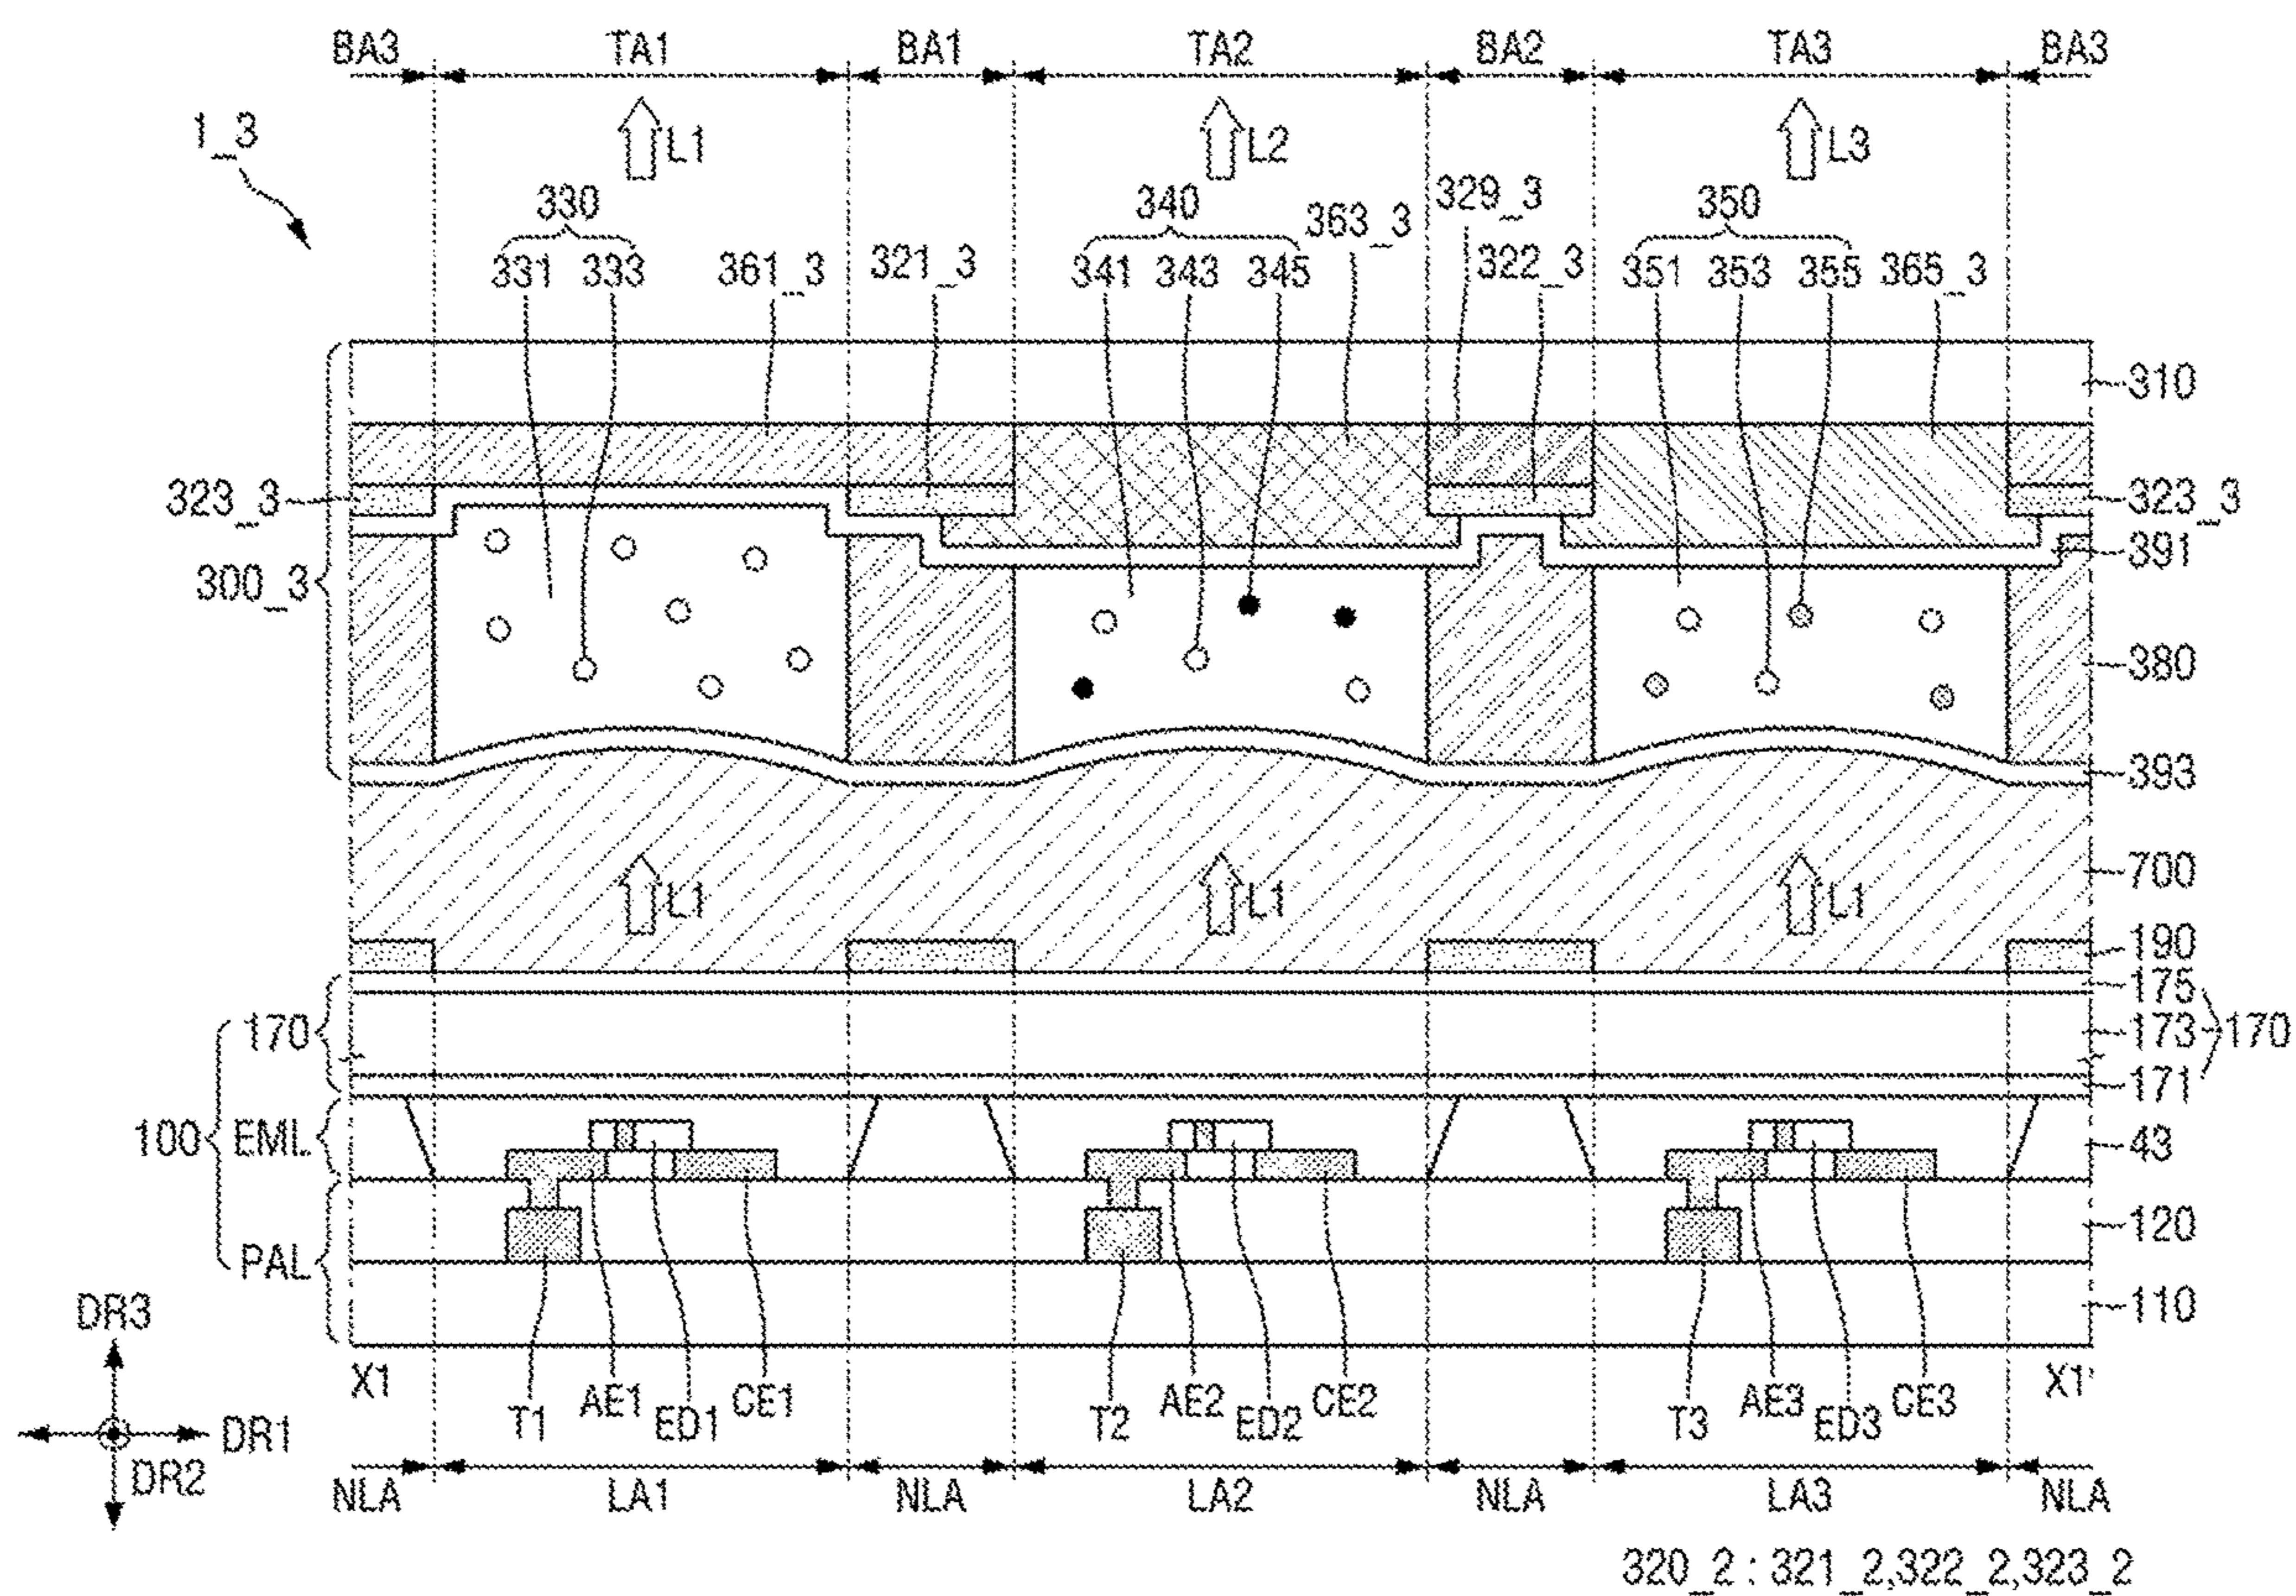 BA3 TA1 BA1 TA2 BA2 TA3 BA3
1_3
L1 L2 L3
330 340 363_3 329_3 350
331 333 361_3 321_3 341 343 345 322_3 351 353 355 365_3
310
323_3 323_3
391
300_3
380
393
700
L1 L1 L1
190
175
170 173 170
171
100 EML 43
120
PAL
110
DR3
X1 X1'
AE1 CE1 AE2 CE2 AE3 CE3
T1 ED1 T2 ED2 T3 ED3
DR1
DR2
NLA LA1 NLA LA2 NLA LA3 NLA
320_2 : 321_2,322_2,323_2